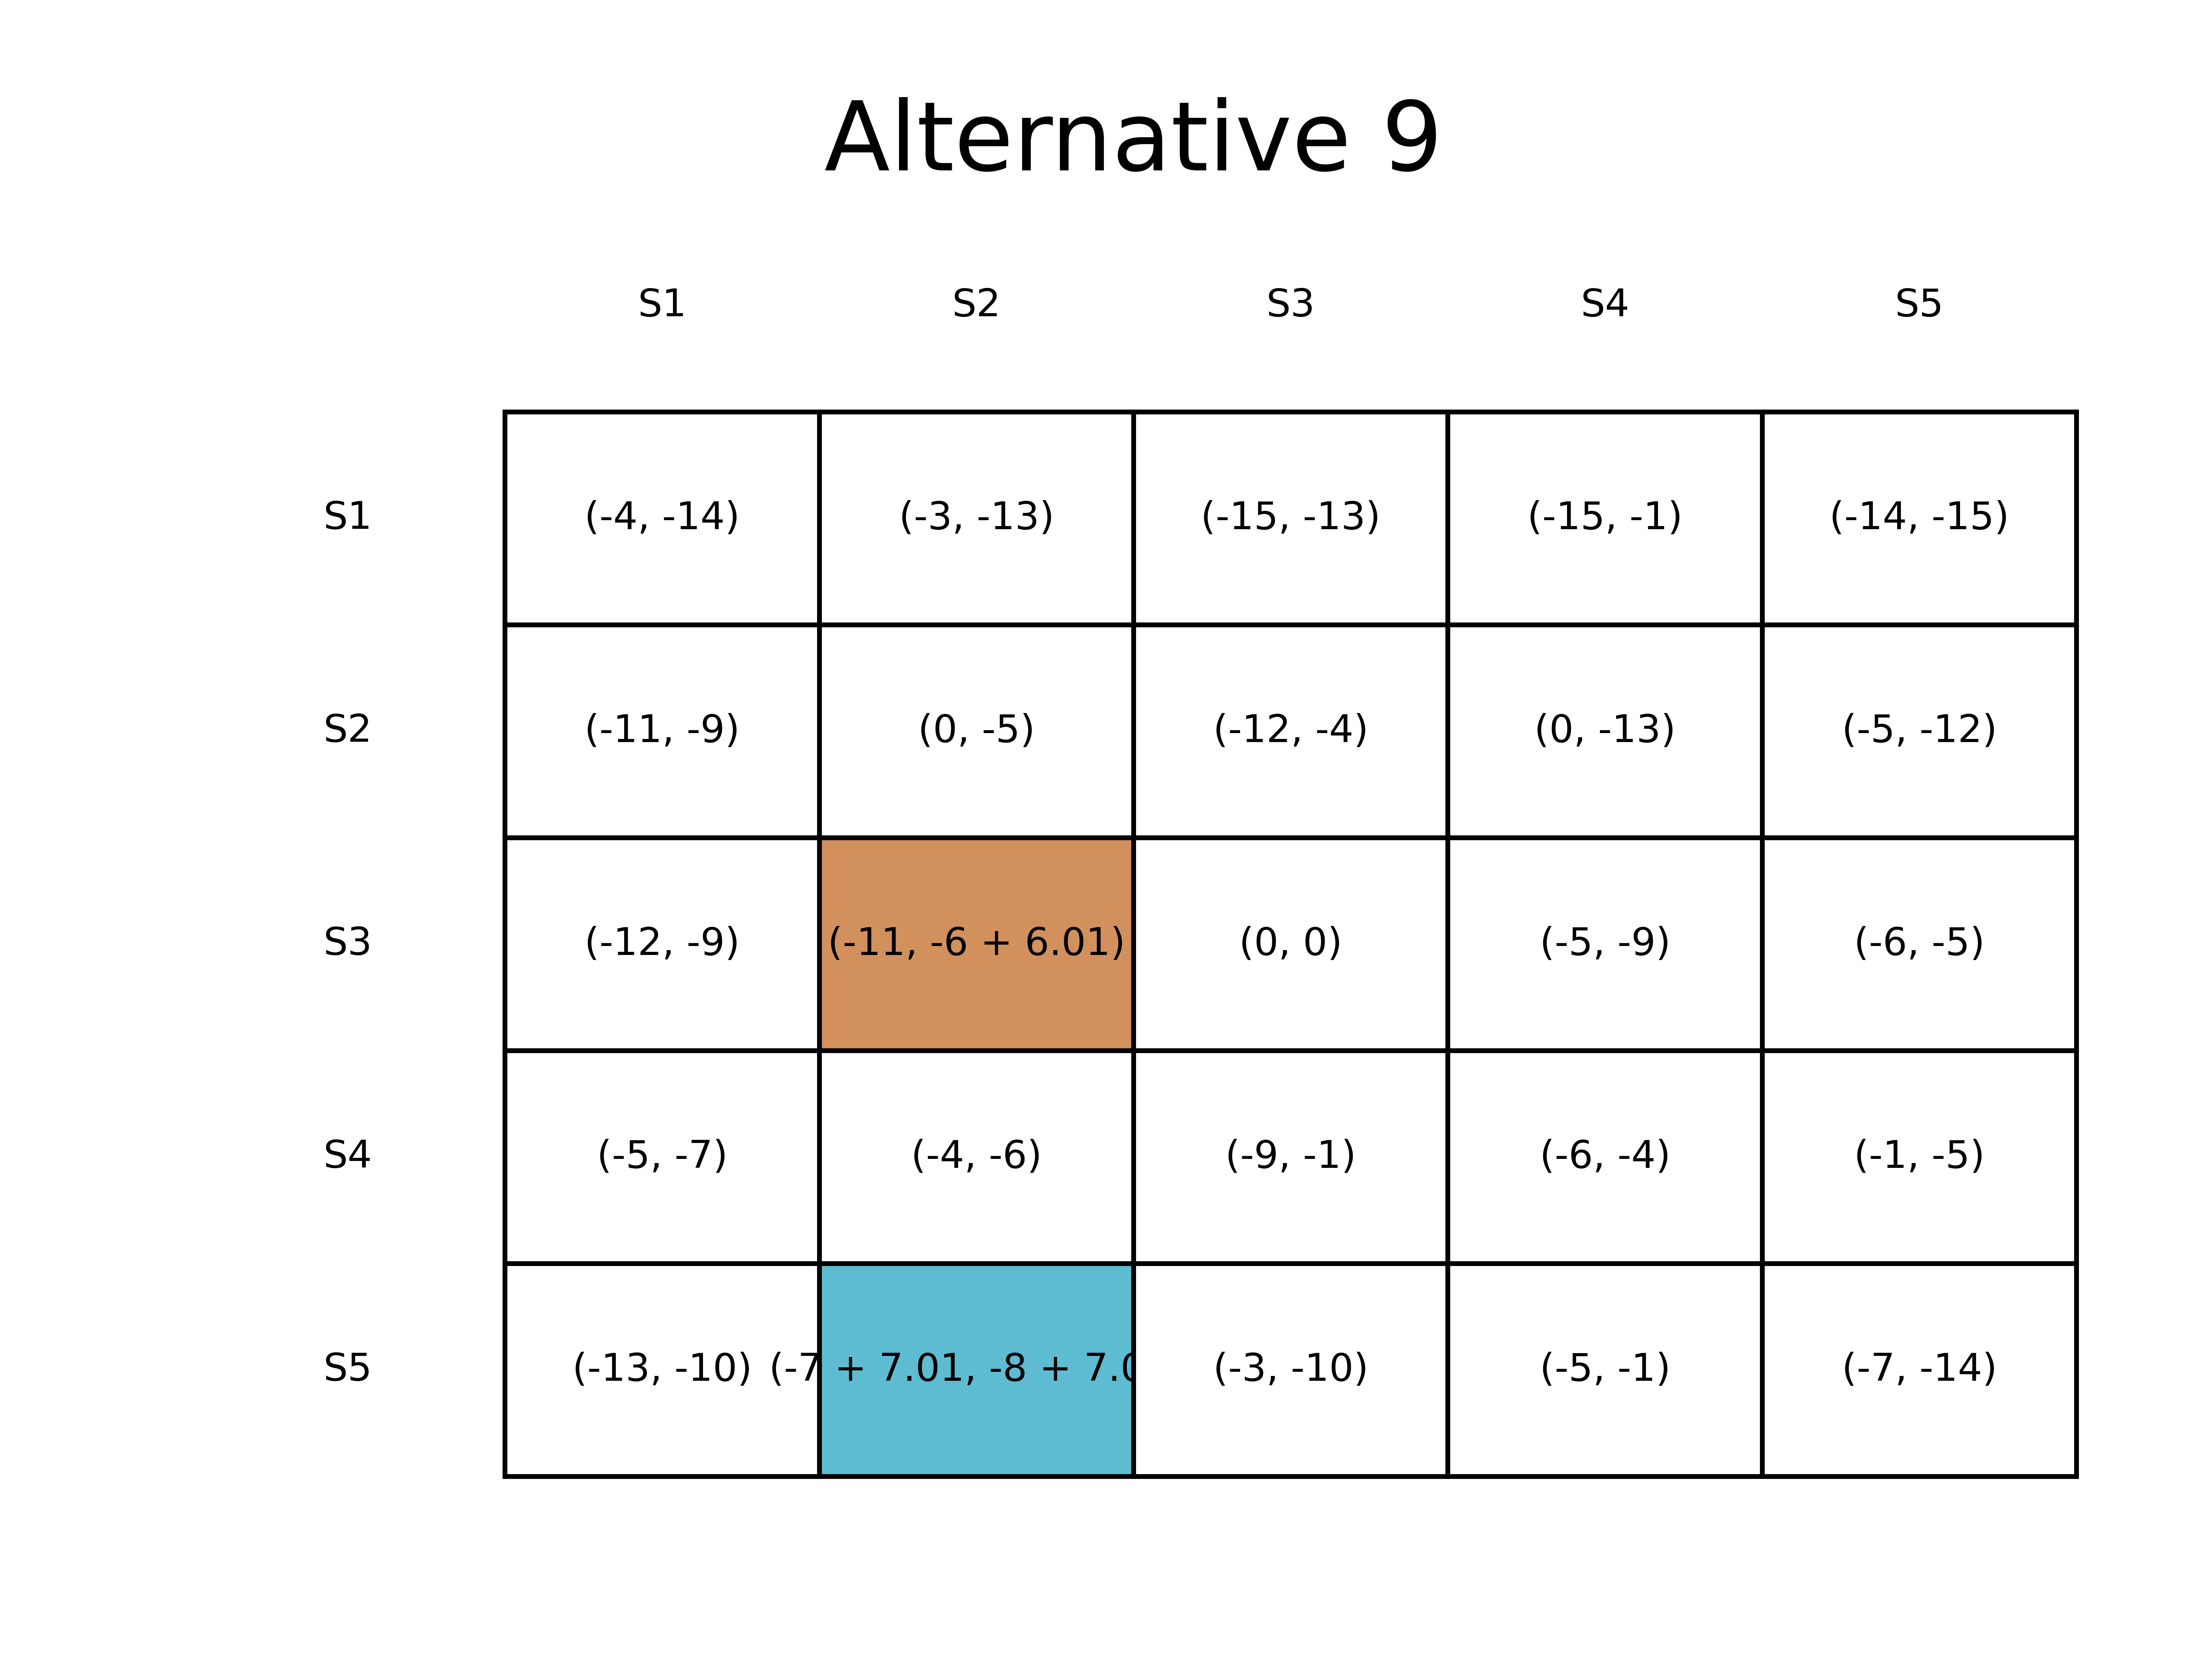 Alternative 9
S1 S2 S3 S4 S5
S1 (-4, -14) (-3, -13) (-15, -13) (-15, -1) (-14, -15)
S2 (-11, -9) (0, -5) (-12, -4) (0, -13) (-5, -12)
S3 (-12, -9) (-11, -6 + 6.01) (0, 0) (-5, -9) (-6, -5)
S4 (-5, -7) (-4, -6) (-9, -1) (-6, -4) (-1, -5)
S5 (-13, -10) (-7 + 7.01, -8 + (-3, -10) (-5, -1) (-7, -14)